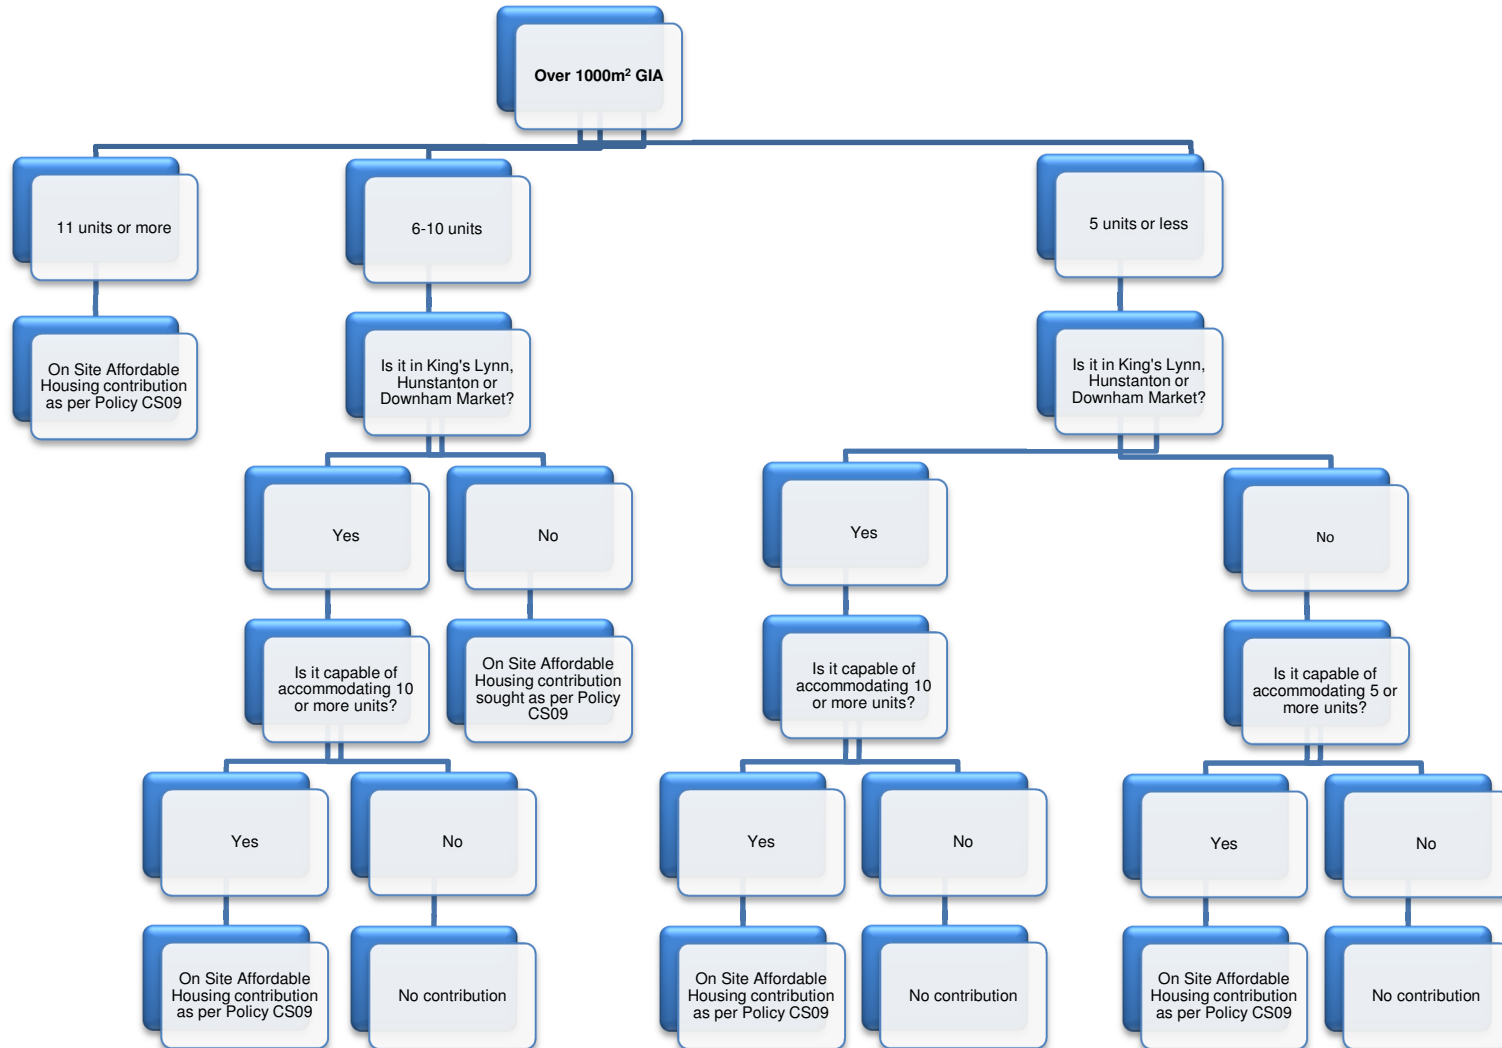 Over 1000m² GIA
11 units or more
6-10 units
5 units or less
On Site Affordable
Housing contribution
as per Policy CS09
Is it in King's Lynn,
Hunstanton or
Downham Market?
Is it in King's Lynn,
Hunstanton or
Downham Market?
Yes
No
Yes
No
Is it capable of
accommodating 10
or more units?
On Site Affordable
Housing contribution
sought as per Policy
CS09
Is it capable of
accommodating 10
or more units?
Is it capable of
accommodating 5 or
more units?
Yes
No
Yes
No
Yes
No
On Site Affordable
Housing contribution
as per Policy CS09
No contribution
On Site Affordable
Housing contribution
as per Policy CS09
No contribution
On Site Affordable
Housing contribution
as per Policy CS09
No contribution